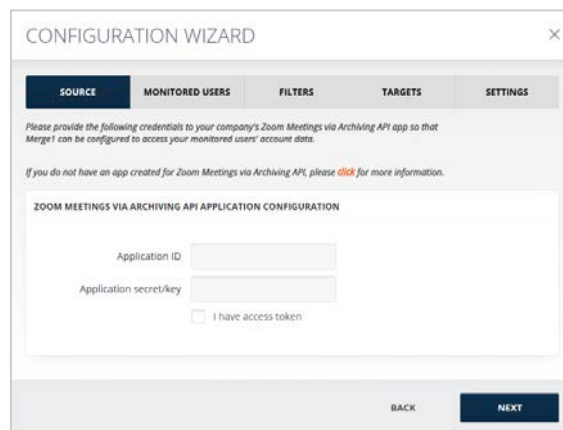 CONFIGURATION WIZARD
SOURCE MONITORED USERS FILTERS TARGETS SETTINGS
Please provide the following credentials to your company's Zoom Meetings via Archiving API app so that
Merge1 can be configured to access your monitored users' account data.
If you do not have an app created for Zoom Meetings via Archiving API, please click for more information.
ZOOM MEETINGS VIA ARCHIVING API APPLICATION CONFIGURATION
Application ID
Application secret/key
I have access token
BACK NEXT